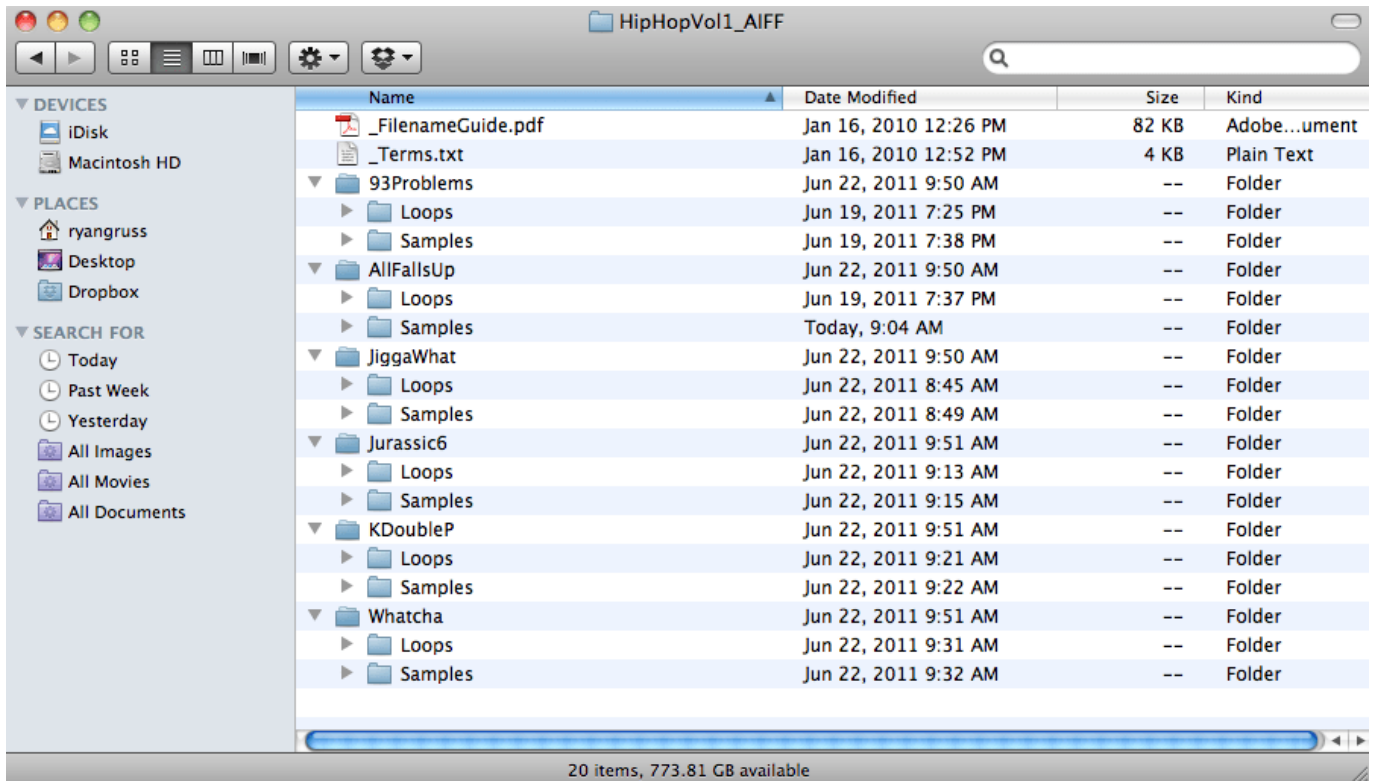 HipHopVol1_AIFF
DEVICES
iDisk
Macintosh HD
PLACES
ryangruss
Desktop
Dropbox
SEARCH FOR
Today
Past Week
Yesterday
All Images
All Movies
All Documents
Name Date Modified Size Kind
_FilenameGuide.pdf Jan 16, 2010 12:26 PM 82 KB Adobe...ument
_Terms.txt Jan 16, 2010 12:52 PM 4 KB Plain Text
93Problems Jun 22, 2011 9:50 AM -- Folder
Loops Jun 19, 2011 7:25 PM -- Folder
Samples Jun 19, 2011 7:38 PM -- Folder
AllFallsUp Jun 22, 2011 9:50 AM -- Folder
Loops Jun 19, 2011 7:37 PM -- Folder
Samples Today, 9:04 AM -- Folder
JiggaWhat Jun 22, 2011 9:50 AM -- Folder
Loops Jun 22, 2011 8:45 AM -- Folder
Samples Jun 22, 2011 8:49 AM -- Folder
Jurassic6 Jun 22, 2011 9:51 AM -- Folder
Loops Jun 22, 2011 9:13 AM -- Folder
Samples Jun 22, 2011 9:15 AM -- Folder
KDoubleP Jun 22, 2011 9:51 AM -- Folder
Loops Jun 22, 2011 9:21 AM -- Folder
Samples Jun 22, 2011 9:22 AM -- Folder
Whatcha Jun 22, 2011 9:51 AM -- Folder
Loops Jun 22, 2011 9:31 AM -- Folder
Samples Jun 22, 2011 9:32 AM -- Folder
20 items, 773.81 GB available